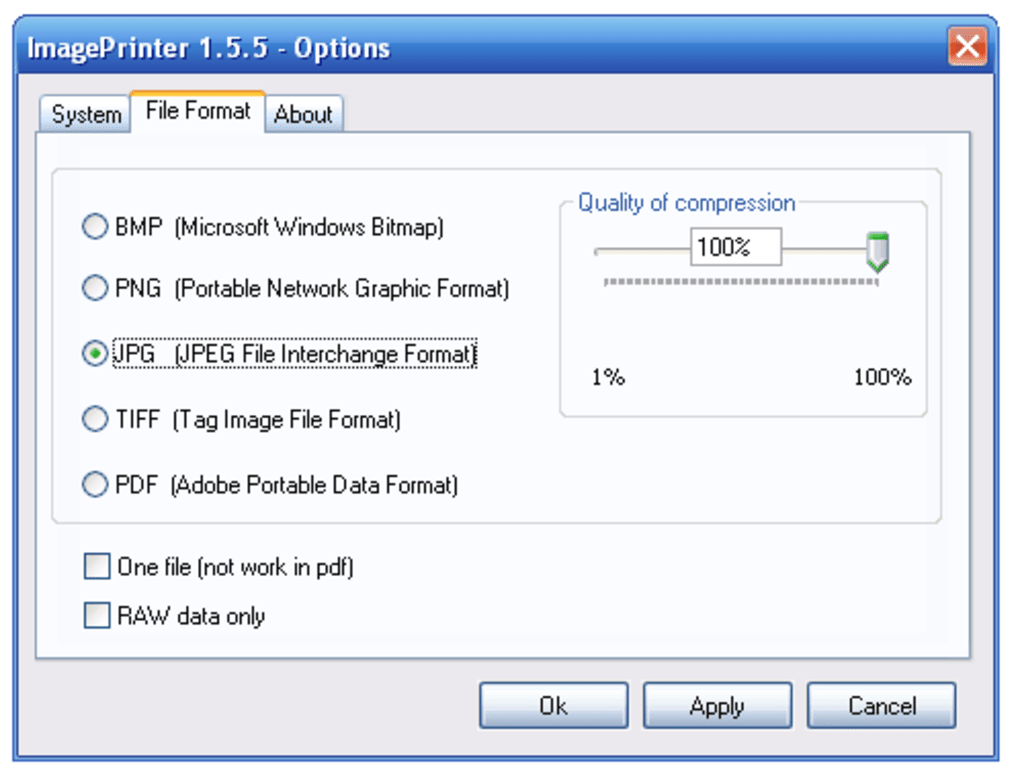 ImagePrinter 1.5.5 - Options
System File Format About
BMP (Microsoft Windows Bitmap)
PNG (Portable Network Graphic Format)
JPG (JPEG File Interchange Format)
TIFF (Tag Image File Format)
PDF (Adobe Portable Data Format)
Quality of compression
100%
1% 100%
One file (not work in pdf)
RAW data only
Ok Apply Cancel